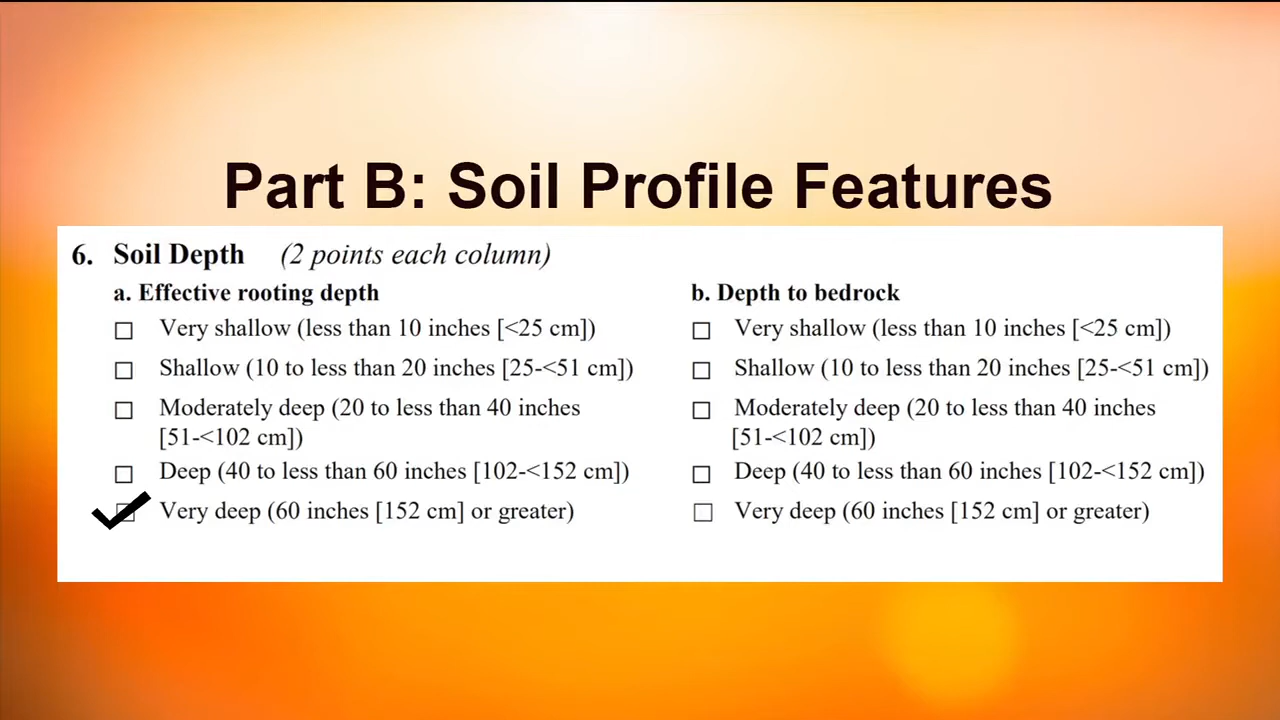 Part B: Soil Profile Features
6. Soil Depth (2 points each column)
a. Effective rooting depth
Very shallow (less than 10 inches [<25 cm])
Shallow (10 to less than 20 inches [25-<51 cm])
Moderately deep (20 to less than 40 inches
[51-<102 cm])
Deep (40 to less than 60 inches [102-<152 cm])
Very deep (60 inches [152 cm] or greater)
b. Depth to bedrock
Very shallow (less than 10 inches [<25 cm])
Shallow (10 to less than 20 inches [25-<51 cm])
Moderately deep (20 to less than 40 inches
[51-<102 cm])
Deep (40 to less than 60 inches [102-<152 cm])
Very deep (60 inches [152 cm] or greater)